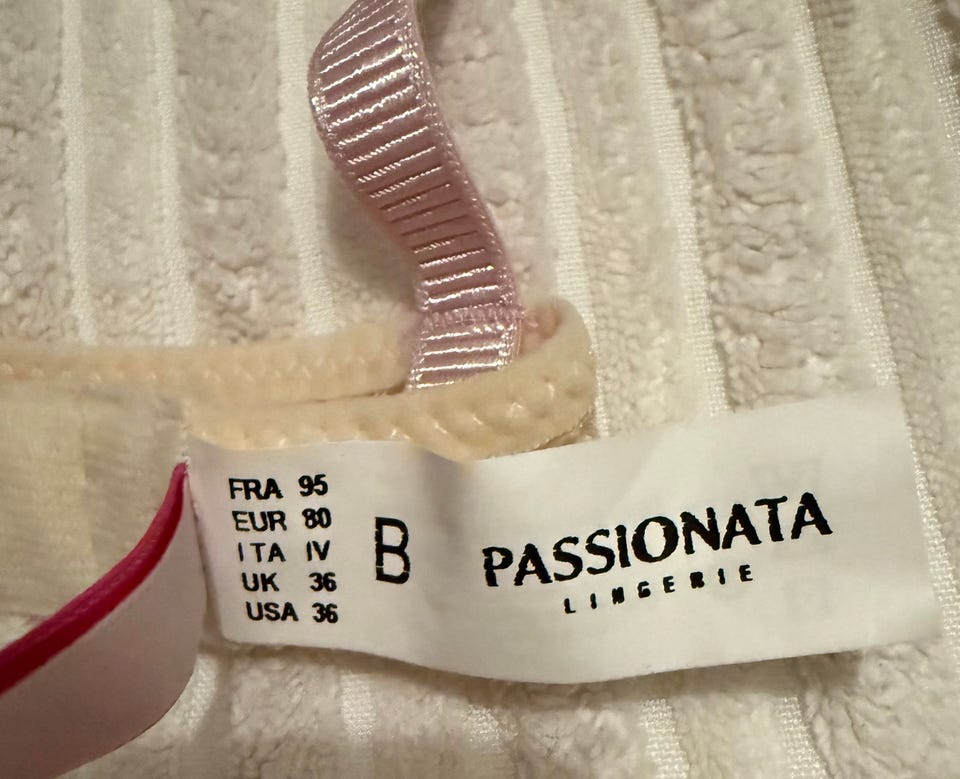 FRA 95
EUR 80
ITA IV
UK 36
USA 36
B
PASSIONATA
LINGERIE